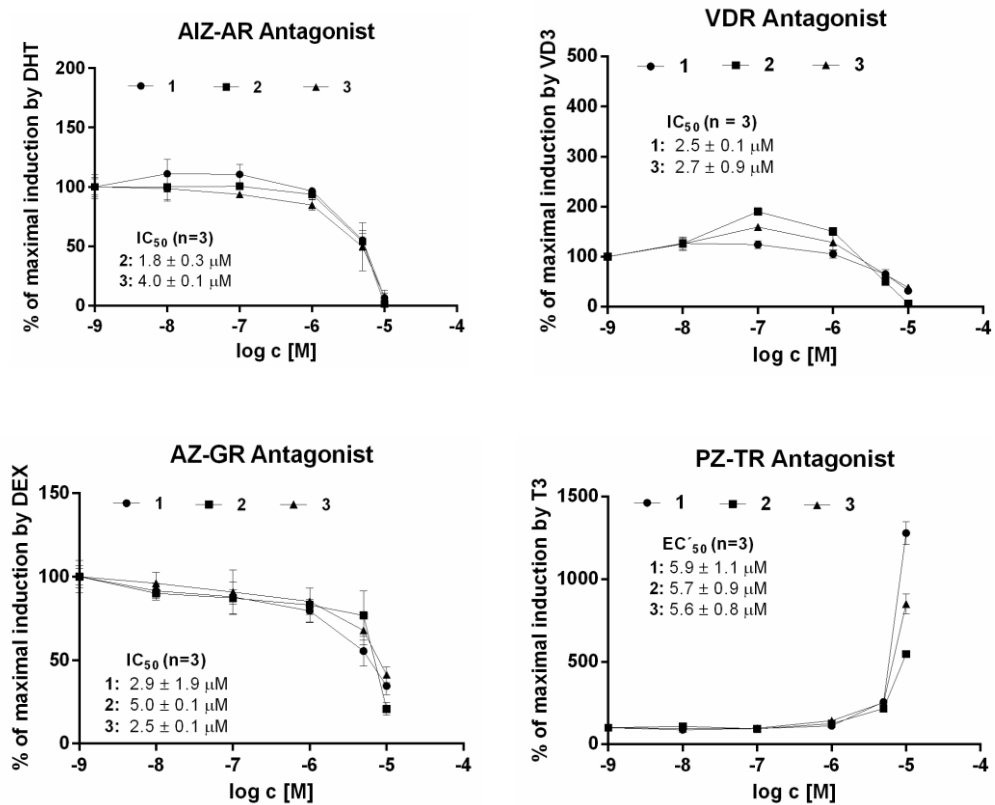 AIZ-AR Antagonist
% of maximal induction by DHT
200
150
100
50
0
1 2 3
IC50 (n=3)
2: 1.8 ± 0.3 µM
3: 4.0 ± 0.1 µM
-9 -8 -7 -6 -5 -4
log c [M]
VDR Antagonist
% of maximal induction by VD3
500
400
300
200
100
0
1 2 3
IC50 (n = 3)
1: 2.5 ± 0.1 µM
3: 2.7 ± 0.9 µM
-9 -8 -7 -6 -5 -4
log c [M]
AZ-GR Antagonist
% of maximal induction by DEX
150
100
50
0
1 2 3
IC50 (n=3)
1: 2.9 ± 1.9 µM
2: 5.0 ± 0.1 µM
3: 2.5 ± 0.1 µM
-9 -8 -7 -6 -5 -4
log c [M]
PZ-TR Antagonist
% of maximal induction by T3
1500
1000
500
0
1 2 3
EC´50 (n=3)
1: 5.9 ± 1.1 µM
2: 5.7 ± 0.9 µM
3: 5.6 ± 0.8 µM
-9 -8 -7 -6 -5 -4
log c [M]